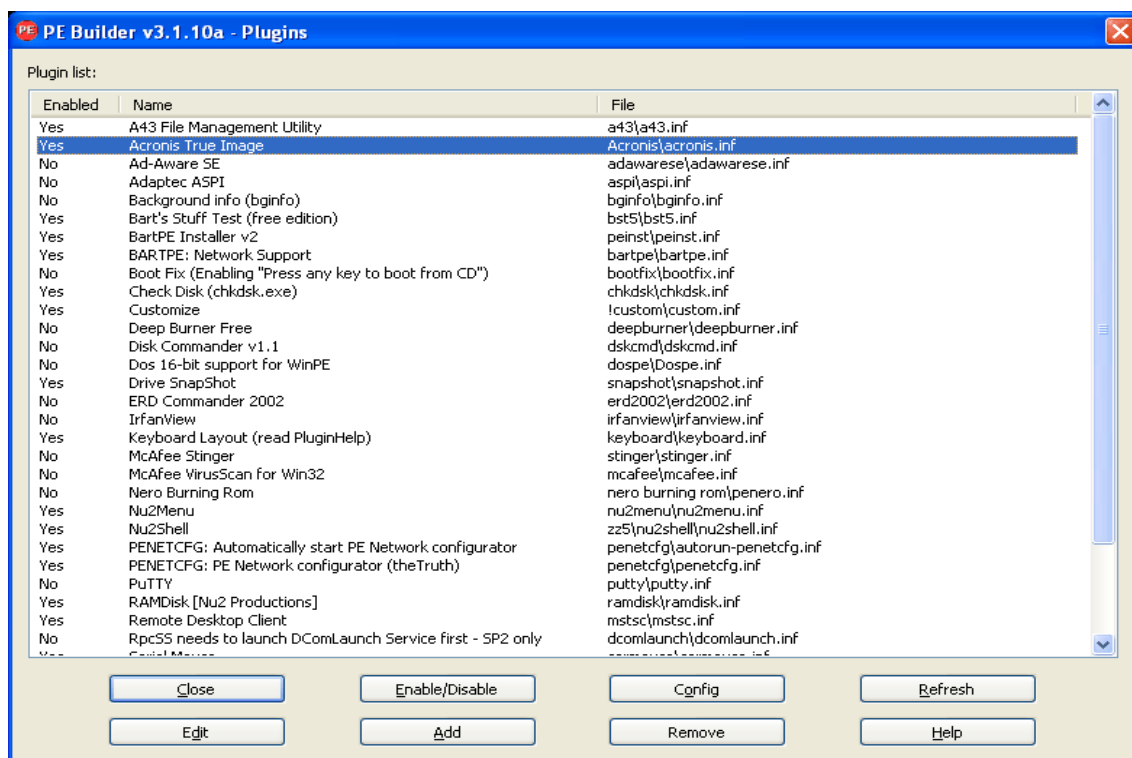 PE Builder v3.1.10a - Plugins
Plugin list:
Enabled Name File
Yes A43 File Management Utility a43\a43.inf
Yes Acronis True Image Acronis\acronis.inf
No Ad-Aware SE adawarese\adawarese.inf
No Adaptec ASPI aspi\aspi.inf
No Background info (bginfo) bginfo\bginfo.inf
Yes Bart's Stuff Test (free edition) bst5\bst5.inf
Yes BartPE Installer v2 peinst\peinst.inf
Yes BARTPE: Network Support bartpe\bartpe.inf
No Boot Fix (Enabling "Press any key to boot from CD") bootfix\bootfix.inf
Yes Check Disk (chkdsk.exe) chkdsk\chkdsk.inf
Yes Customize !custom\custom.inf
No Deep Burner Free deepburner\deepburner.inf
No Disk Commander v1.1 dskcmd\dskcmd.inf
No Dos 16-bit support for WinPE dospe\Dospe.inf
Yes Drive SnapShot snapshot\snapshot.inf
No ERD Commander 2002 erd2002\erd2002.inf
No IrfanView irfanview\irfanview.inf
Yes Keyboard Layout (read PluginHelp) keyboard\keyboard.inf
No McAfee Stinger stinger\stinger.inf
No McAfee VirusScan for Win32 mcafee\mcafee.inf
No Nero Burning Rom nero burning rom\penero.inf
Yes Nu2Menu nu2menu\nu2menu.inf
Yes Nu2Shell zz5\nu2shell\nu2shell.inf
Yes PENETCFG: Automatically start PE Network configurator penetcfg\autorun-penetcfg.inf
Yes PENETCFG: PE Network configurator (theTruth) penetcfg\penetcfg.inf
No PuTTY putty\putty.inf
Yes RAMDisk [Nu2 Productions] ramdisk\ramdisk.inf
Yes Remote Desktop Client mstsc\mstsc.inf
No RpcSS needs to launch DComLaunch Service first - SP2 only dcomlaunch\dcomlaunch.inf
Close Enable/Disable Config Refresh
Edit Add Remove Help